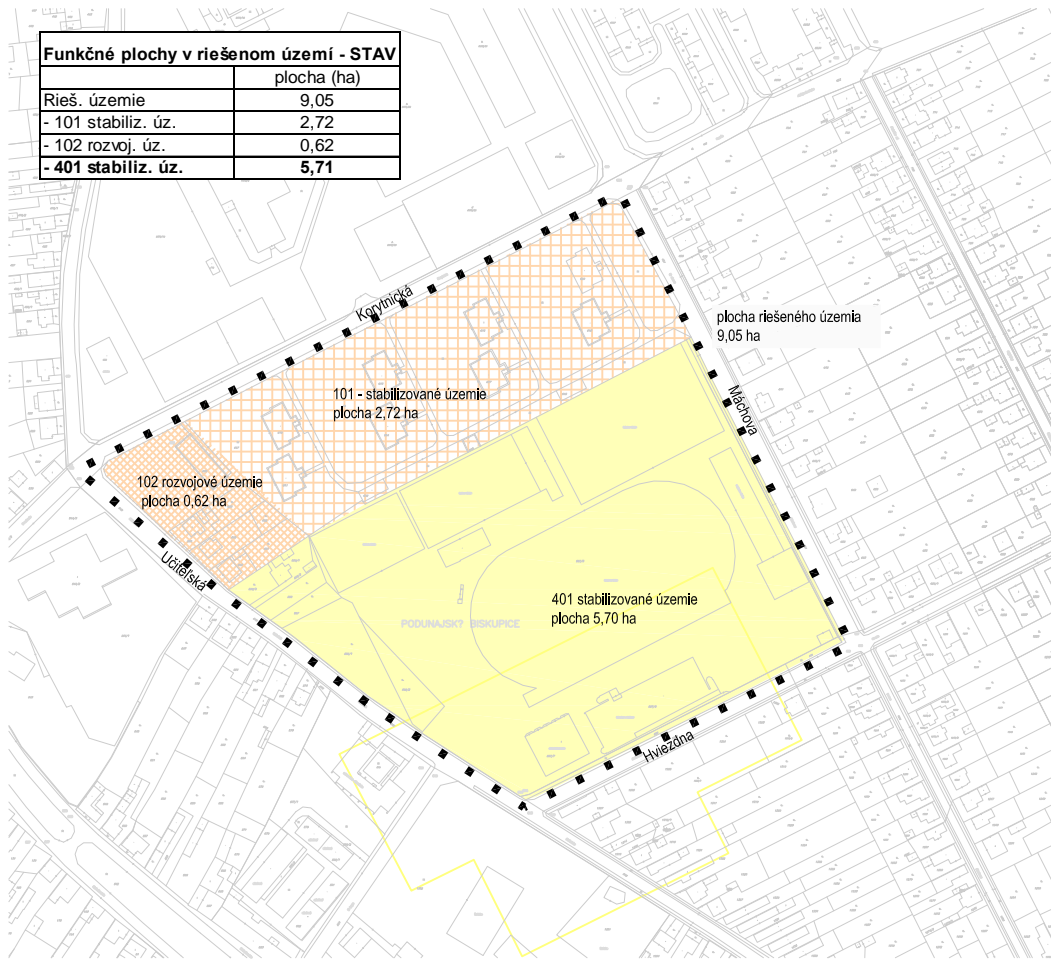 Funkčné plochy v riešenom území - STAV
plocha (ha)
Rieš. územie 9,05
- 101 stabiliz. úz. 2,72
- 102 rozvoj. úz. 0,62
- 401 stabiliz. úz. 5,71
Korytnická
plocha riešeného územia
9,05 ha
101 - stabilizované územie
plocha 2,72 ha
Máchova
102 rozvojové územie
plocha 0,62 ha
Učiteľská
401 stabilizované územie
plocha 5,70 ha
PODUNAJSK? BISKUPICE
Hviezdna